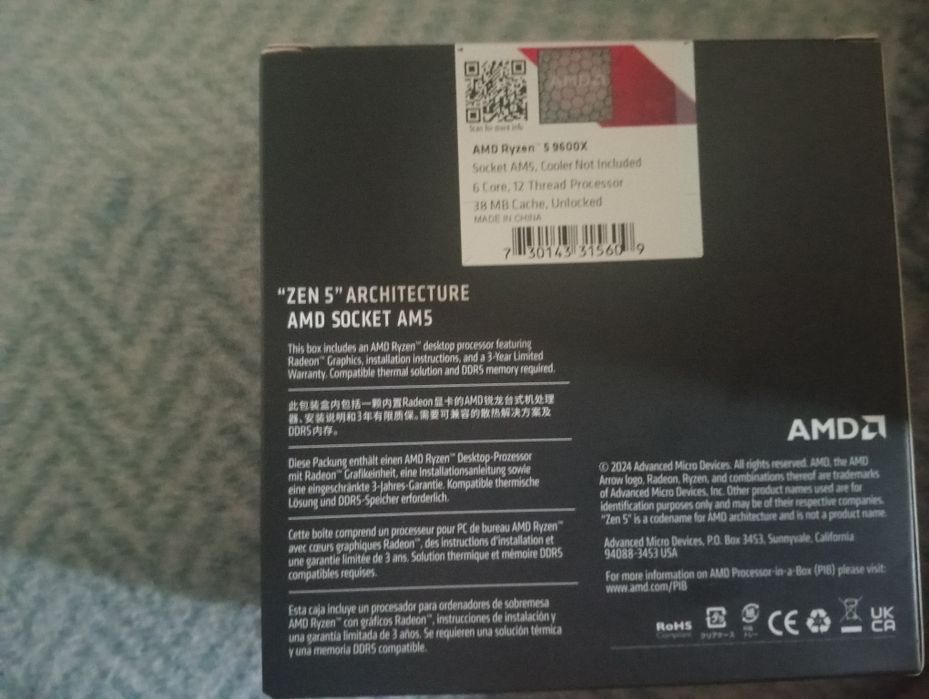 AMD
Scan for more info
AMD Ryzen™ 5 9600X
Socket AM5, Cooler Not Included
6 Core, 12 Thread Processor
38 MB Cache, Unlocked
MADE IN CHINA
7 30143 31560 9
“ZEN 5” ARCHITECTURE
AMD SOCKET AM5
This box includes an AMD Ryzen™ desktop processor featuring
Radeon™ Graphics, installation instructions, and a 3-Year Limited
Warranty. Compatible thermal solution and DDR5 memory required.
此包装盒内包括一颗内置Radeon显卡的AMD锐龙台式机处理
器、安装说明和3年有限质保。需要可兼容的散热解决方案及
DDR5内存。
Diese Packung enthält einen AMD Ryzen™ Desktop-Prozessor
mit Radeon™ Grafikeinheit, eine Installationsanleitung sowie
eine eingeschränkte 3-Jahres-Garantie. Kompatible thermische
Lösung und DDR5-Speicher erforderlich.
Cette boîte comprend un processeur pour PC de bureau AMD Ryzen™
avec cœurs graphiques Radeon™, des instructions d'installation et
une garantie limitée de 3 ans. Solution thermique et mémoire DDR5
compatibles requises.
Esta caja incluye un procesador para ordenadores de sobremesa
AMD Ryzen™ con gráficos Radeon™, instrucciones de instalación y
una garantía limitada de 3 años. Se requieren una solución térmica
y una memoria DDR5 compatible.
AMD
© 2024 Advanced Micro Devices. All rights reserved. AMD, the AMD
Arrow logo, Radeon, Ryzen, and combinations thereof are trademarks
of Advanced Micro Devices, Inc. Other product names used are for
identification purposes only and may be of their respective companies.
"Zen 5" is a codename for AMD architecture and is not a product name.
Advanced Micro Devices, P.O. Box 3453, Sunnyvale, California
94088-3453 USA
For more information on AMD Processor-in-a-Box (PIB) please visit:
www.amd.com/PIB
RoHS
Compliant
クリアケース
トレー
CE
UK
CA